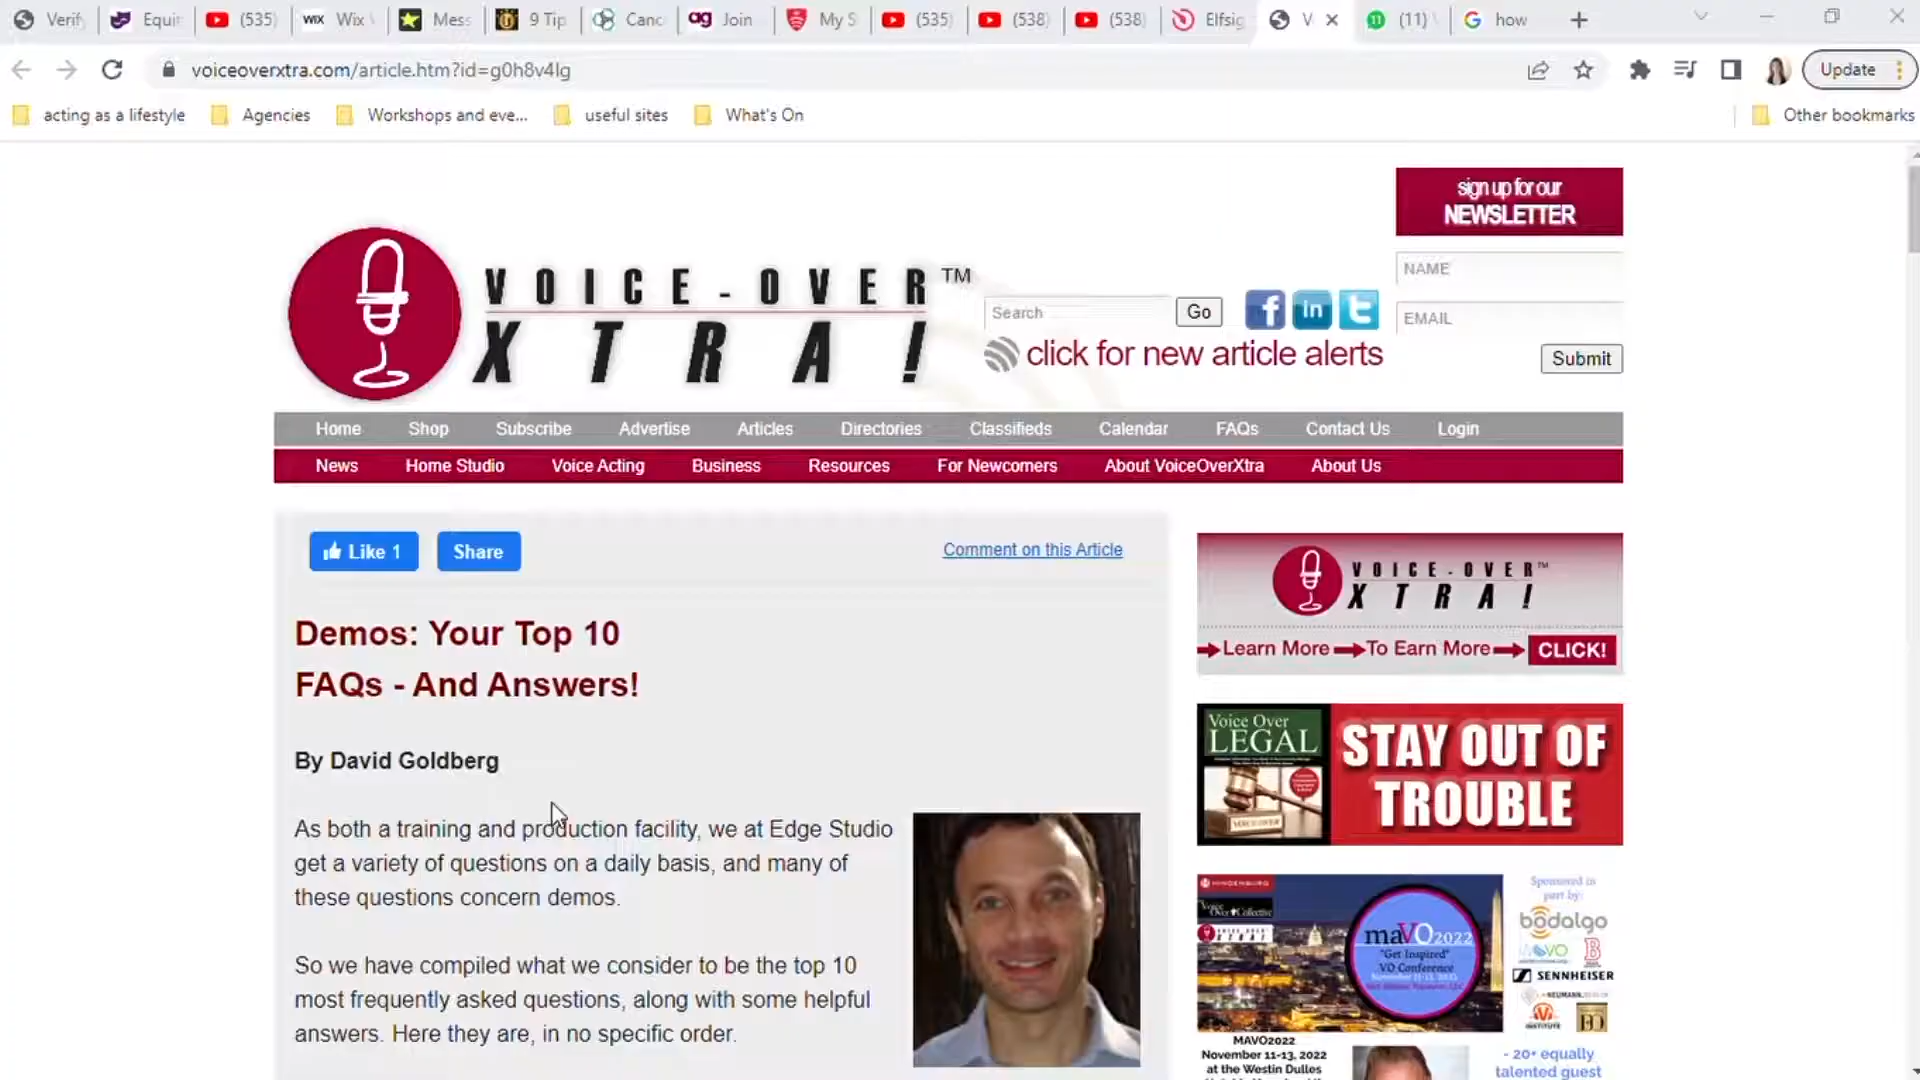 Verify
Equi
(535)
WIX Wix
Mess
9 Tip
Canc
ag Join
My S
(535)
(538)
(538)
Elfsig
V
(11)
how
voiceoverxtra.com/article.htm?id=g0h8v4lg
Update
acting as a lifestyle
Agencies
Workshops and eve...
useful sites
What's On
Other bookmarks
sign up for our
NEWSLETTER
NAME
EMAIL
Submit
VOICE-OVER™
XTRA!
Search
Go
click for new article alerts
Home Shop Subscribe Advertise Articles Directories Classifieds Calendar FAQs Contact Us Login
News Home Studio Voice Acting Business Resources For Newcomers About VoiceOverXtra About Us
Like 1
Share
Comment on this Article
Demos: Your Top 10
FAQs - And Answers!
By David Goldberg
As both a training and production facility, we at Edge Studio
get a variety of questions on a daily basis, and many of
these questions concern demos.
So we have compiled what we consider to be the top 10
most frequently asked questions, along with some helpful
answers. Here they are, in no specific order.
VOICE-OVER™
XTRA!
Learn More To Earn More CLICK!
Voice Over
LEGAL
STAY OUT OF
TROUBLE
maVO2022
"Get Inspired"
VO Conference
Sponsored in
part by:
bodalgo
SENNHEISER
INSTITUTE
MAVO2022
November 11-13, 2022
at the Westin Dulles
- 20+ equally
talented guest